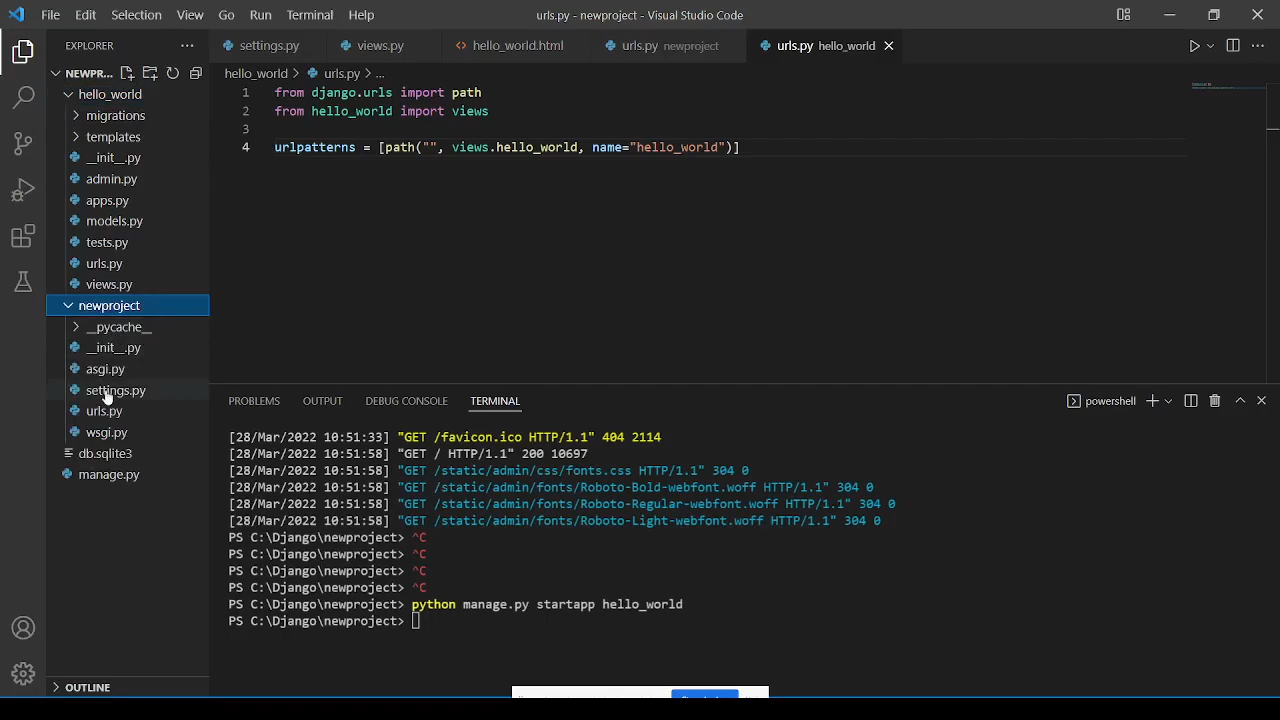 File Edit Selection View Go Run Terminal Help urls.py - newproject - Visual Studio Code
EXPLORER
settings.py views.py hello_world.html urls.py newproject urls.py hello_world
NEWPR...
hello_world
migrations
templates
__init__.py
admin.py
apps.py
models.py
tests.py
urls.py
views.py
newproject
__pycache__
__init__.py
asgi.py
settings.py
urls.py
wsgi.py
db.sqlite3
manage.py
OUTLINE
hello_world > urls.py > ...
1 from django.urls import path
2 from hello_world import views
3
4 urlpatterns = [path("", views.hello_world, name="hello_world")]
PROBLEMS OUTPUT DEBUG CONSOLE TERMINAL powershell
[28/Mar/2022 10:51:33] "GET /favicon.ico HTTP/1.1" 404 2114
[28/Mar/2022 10:51:58] "GET / HTTP/1.1" 200 10697
[28/Mar/2022 10:51:58] "GET /static/admin/css/fonts.css HTTP/1.1" 304 0
[28/Mar/2022 10:51:58] "GET /static/admin/fonts/Roboto-Bold-webfont.woff HTTP/1.1" 304 0
[28/Mar/2022 10:51:58] "GET /static/admin/fonts/Roboto-Regular-webfont.woff HTTP/1.1" 304 0
[28/Mar/2022 10:51:58] "GET /static/admin/fonts/Roboto-Light-webfont.woff HTTP/1.1" 304 0
PS C:\Django\newproject> ^C
PS C:\Django\newproject> ^C
PS C:\Django\newproject> ^C
PS C:\Django\newproject> ^C
PS C:\Django\newproject> python manage.py startapp hello_world
PS C:\Django\newproject>